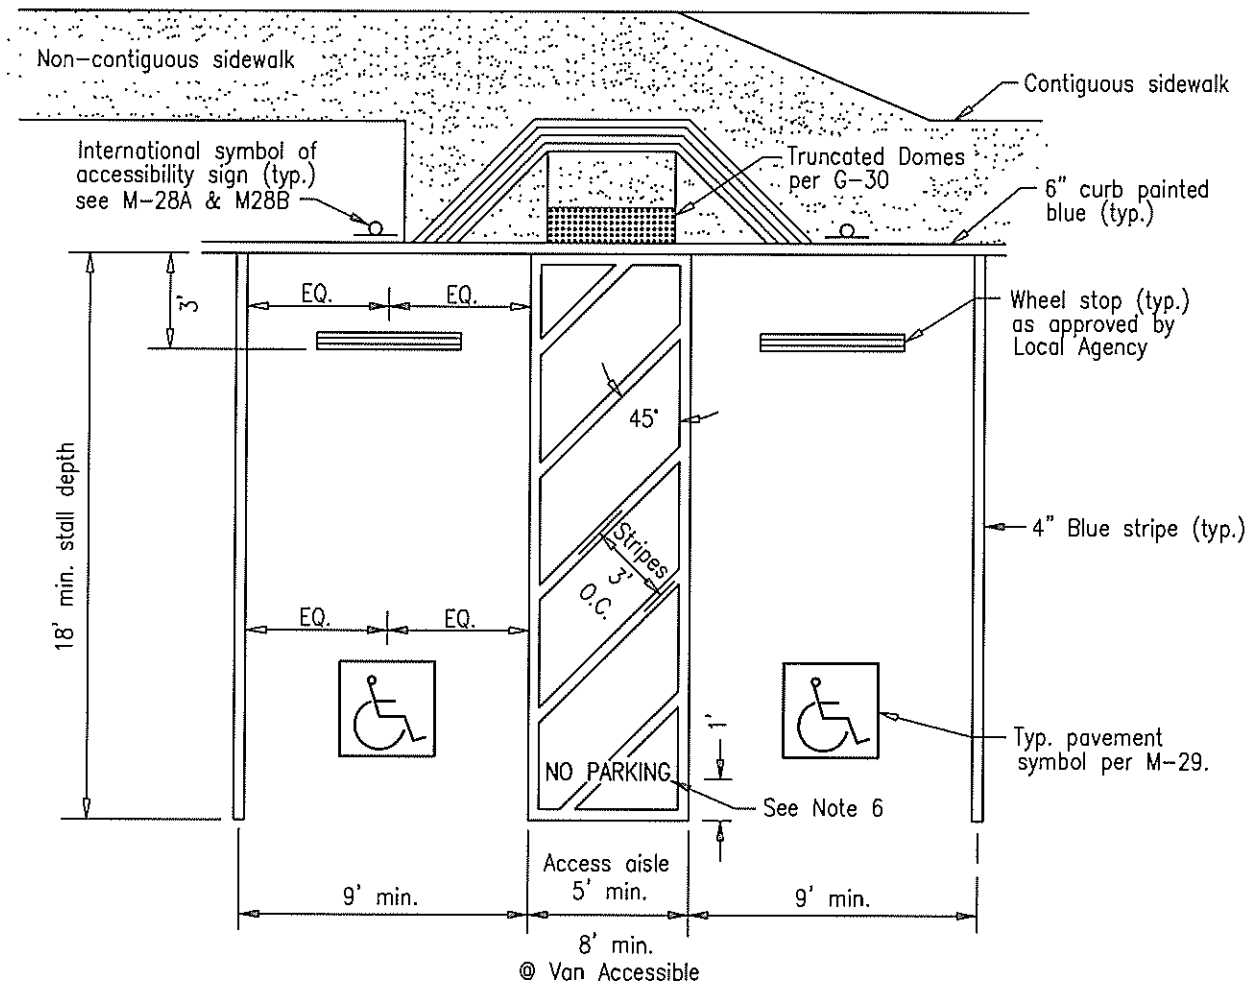 Non-contiguous sidewalk
Contiguous sidewalk
International symbol of
accessibility sign (typ.)
see M-28A & M28B
Truncated Domes
per G-30
6" curb painted
blue (typ.)
3'
EQ.
EQ.
Wheel stop (typ.)
as approved by
Local Agency
45°
18' min. stall depth
Stripes
3'
O.C.
4" Blue stripe (typ.)
EQ.
EQ.
1'
NO PARKING
Typ. pavement
symbol per M-29.
See Note 6
Access aisle
5' min.
9' min.
9' min.
8' min.
@ Van Accessible